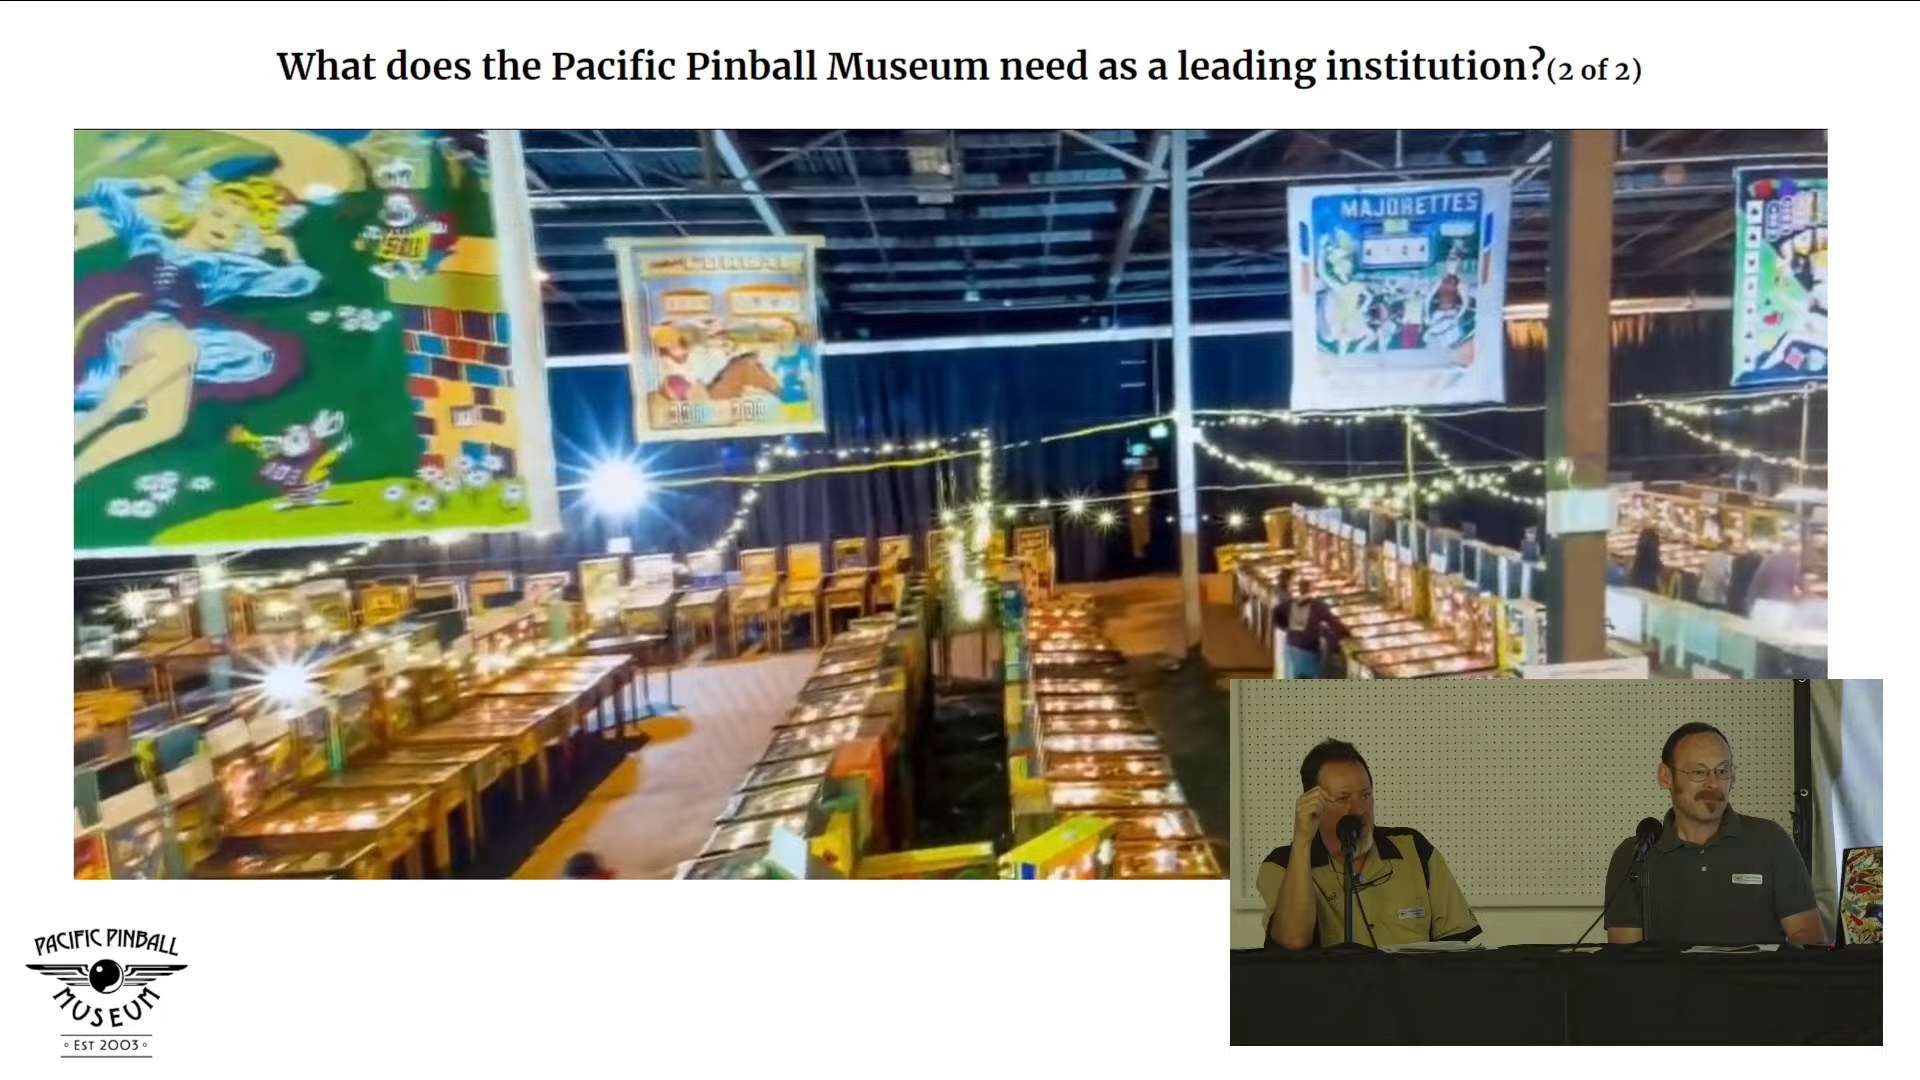 What does the Pacific Pinball Museum need as a leading institution?(2 of 2)
MAJORETTES
PACIFIC PINBALL
MUSEUM
EST 2003